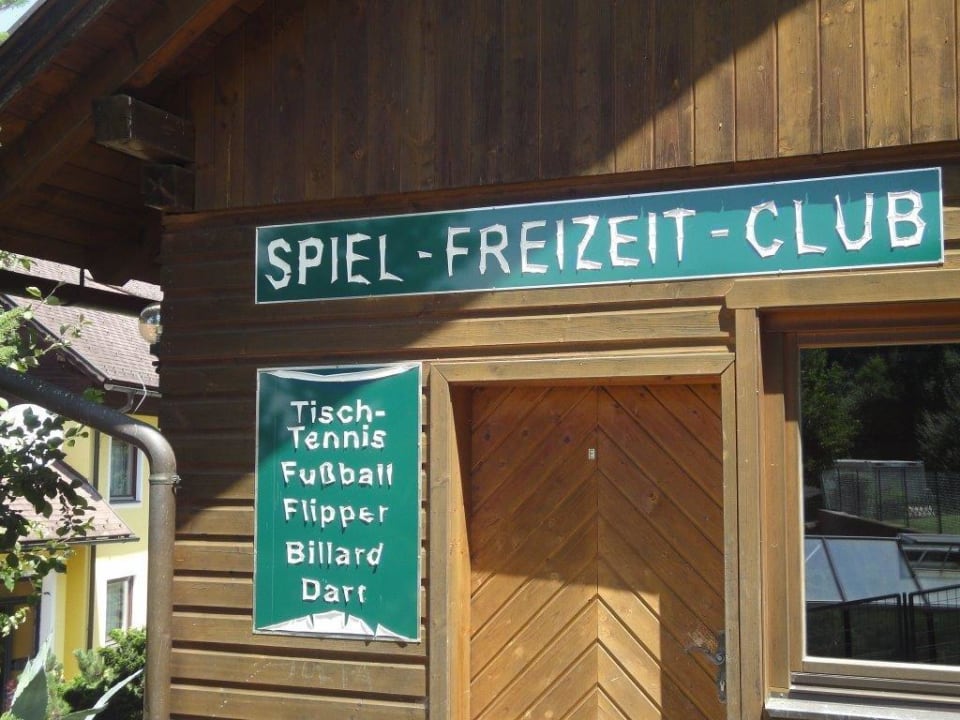 SPIEL - FREIZEIT - CLUB
Tisch-
Tennis
Fußball
Flipper
Billard
Dart